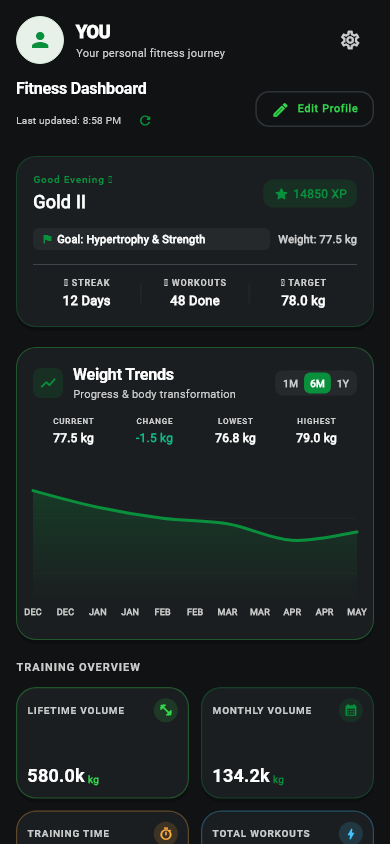 YOU
Your personal fitness journey
Fitness Dashboard
Last updated: 8:58 PM
Edit Profile
Good Evening
Gold II
14850 XP
Goal: Hypertrophy & Strength
Weight: 77.5 kg
STREAK
WORKOUTS
TARGET
12 Days
48 Done
78.0 kg
Weight Trends
Progress & body transformation
1M 6M 1Y
CURRENT CHANGE LOWEST HIGHEST
77.5 kg -1.5 kg 76.8 kg 79.0 kg
DEC DEC JAN JAN FEB FEB MAR MAR APR APR MAY
TRAINING OVERVIEW
LIFETIME VOLUME
580.0k kg
MONTHLY VOLUME
134.2k kg
TRAINING TIME
TOTAL WORKOUTS